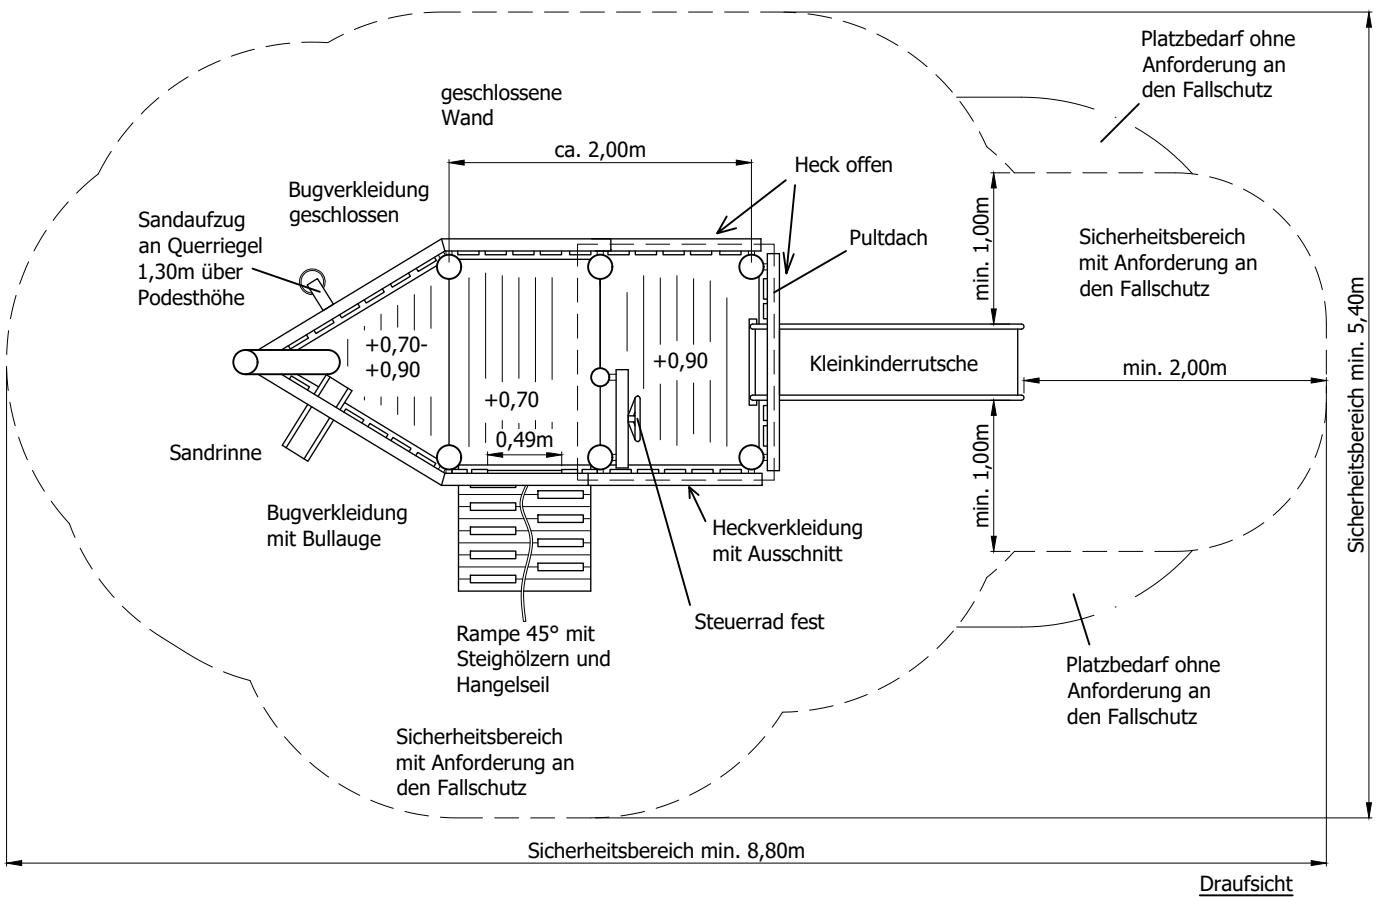 Platzbedarf ohne
Anforderung an
den Fallschutz
geschlossene
Wand
ca. 2,00m
Heck offen
Bugverkleidung
geschlossen
Sandaufzug
an Querriegel
1,30m über
Podesthöhe
Pultdach
min. 1,00m
Sicherheitsbereich
mit Anforderung an
den Fallschutz
Sicherheitsbereich min. 5,40m
+0,70-
+0,90
+0,90
Kleinkinderrutsche
min. 2,00m
+0,70
0,49m
Sandrinne
min. 1,00m
Bugverkleidung
mit Bullauge
Heckverkleidung
mit Ausschnitt
Steuerrad fest
Rampe 45° mit
Steighölzern und
Hangelseil
Platzbedarf ohne
Anforderung an
den Fallschutz
Sicherheitsbereich
mit Anforderung an
den Fallschutz
Sicherheitsbereich min. 8,80m
Draufsicht